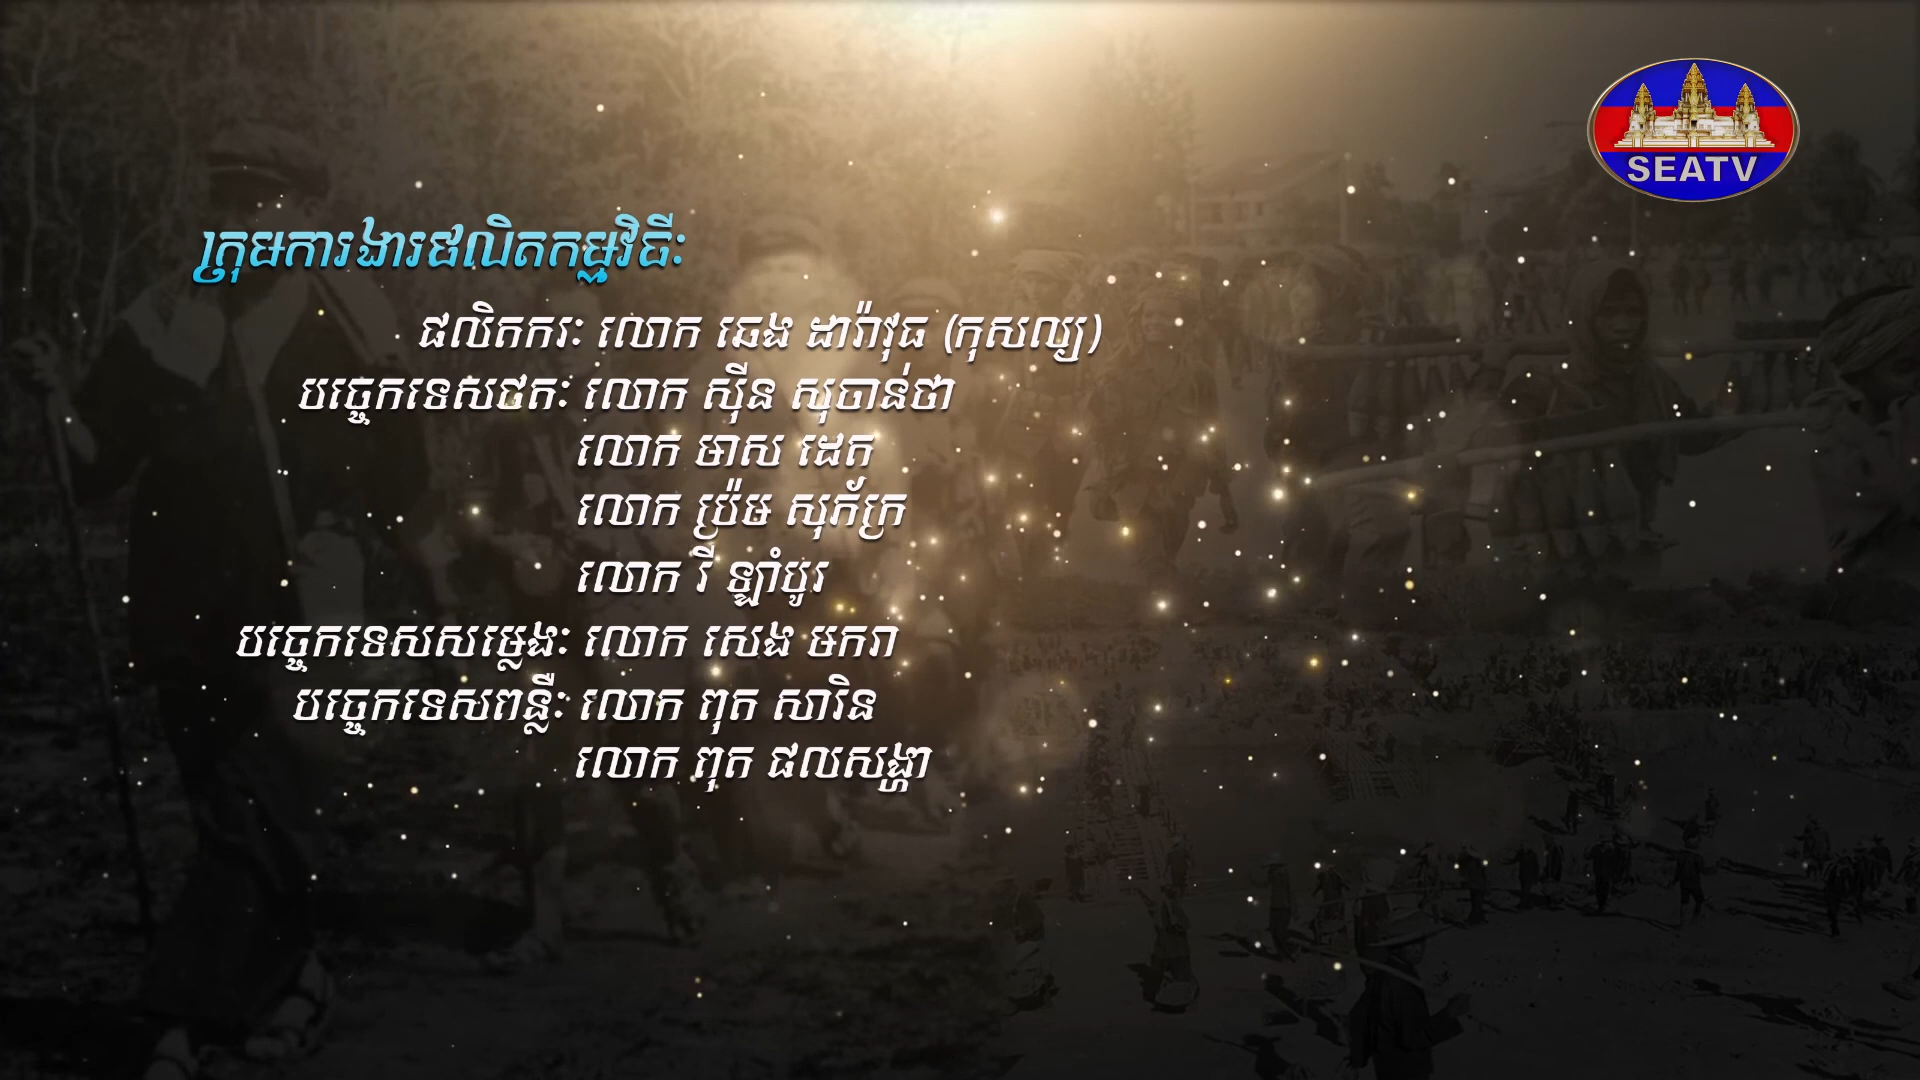 SEATV
ក្រុមការងារផលិតកម្មវិធីៈ
ផលិតករៈ លោក ឆេង ដារ៉ាវុធ (កុសល្យ)
បច្ចេកទេសថតៈ លោក ស៊ីន សុចាន់ថា
លោក មាស ដេត
លោក ប្រ៉េម សុភ័ក្រ
លោក រី ឡាំបូរ
បច្ចេកទេសសម្លេងៈ លោក សេង មករា
បច្ចេកទេសពន្លឺៈ លោក ពុត សារិន
លោក ពុត ផលសង្ហា